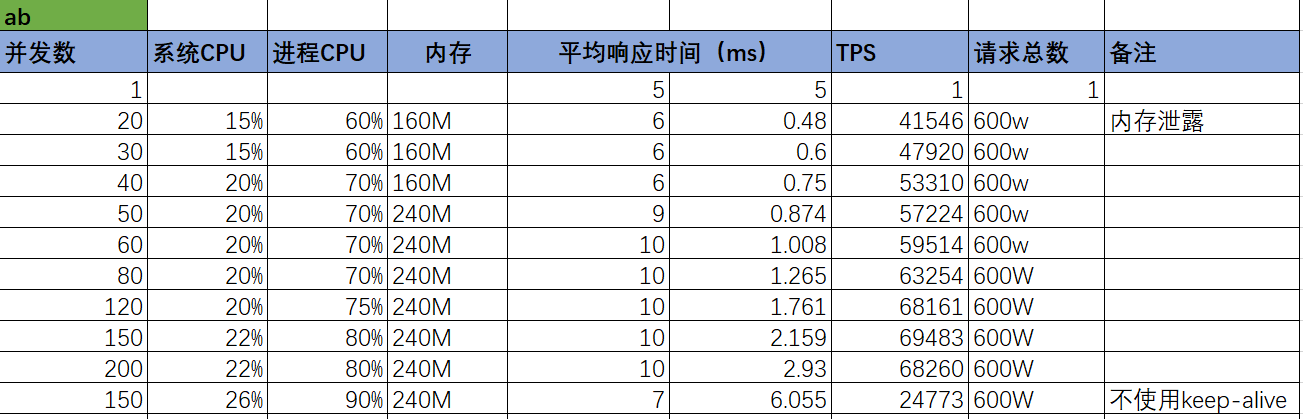 ab
并发数 系统CPU 进程CPU 内存 平均响应时间（ms） TPS 请求总数 备注
1 5 5 1 1
20 15% 60% 160M 6 0.48 41546 600w 内存泄露
30 15% 60% 160M 6 0.6 47920 600w
40 20% 70% 160M 6 0.75 53310 600w
50 20% 70% 240M 9 0.874 57224 600w
60 20% 70% 240M 10 1.008 59514 600w
80 20% 70% 240M 10 1.265 63254 600W
120 20% 75% 240M 10 1.761 68161 600W
150 22% 80% 240M 10 2.159 69483 600W
200 22% 80% 240M 10 2.93 68260 600W
150 26% 90% 240M 7 6.055 24773 600W 不使用keep-alive